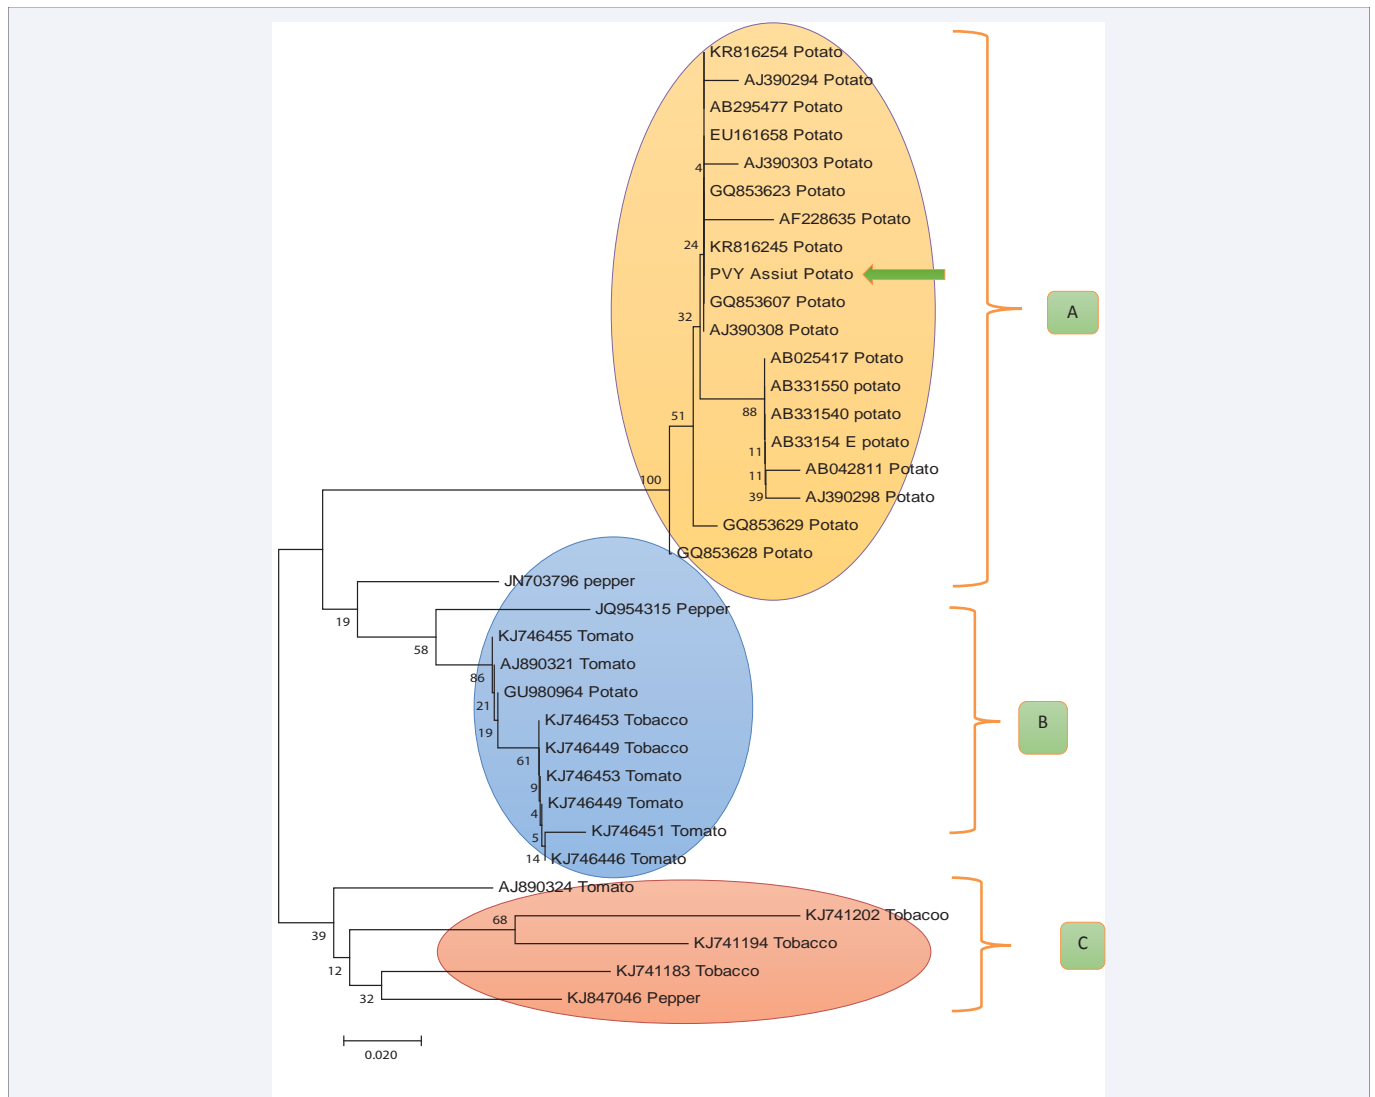 KR816254 Potato
AJ390294 Potato
AB295477 Potato
EU161658 Potato
AJ390303 Potato
4
GQ853623 Potato
AF228635 Potato
24
KR816245 Potato
PVY Assiut Potato
GQ853607 Potato
32
AJ390308 Potato
A
AB025417 Potato
AB331550 potato
88
AB331540 potato
51
AB33154 E potato
11
AB042811 Potato
11
100
39
AJ390298 Potato
GQ853629 Potato
GQ853628 Potato
JN703796 pepper
JQ954315 Pepper
19
KJ746455 Tomato
58
AJ890321 Tomato
86
GU980964 Potato
21
KJ746453 Tobacco
B
19
KJ746449 Tobacco
61
KJ746453 Tomato
9
KJ746449 Tomato
4
KJ746451 Tomato
5
14
KJ746446 Tomato
AJ890324 Tomato
KJ741202 Tobacoo
68
39
KJ741194 Tobacco
C
12
KJ741183 Tobacco
32
KJ847046 Pepper
0.020